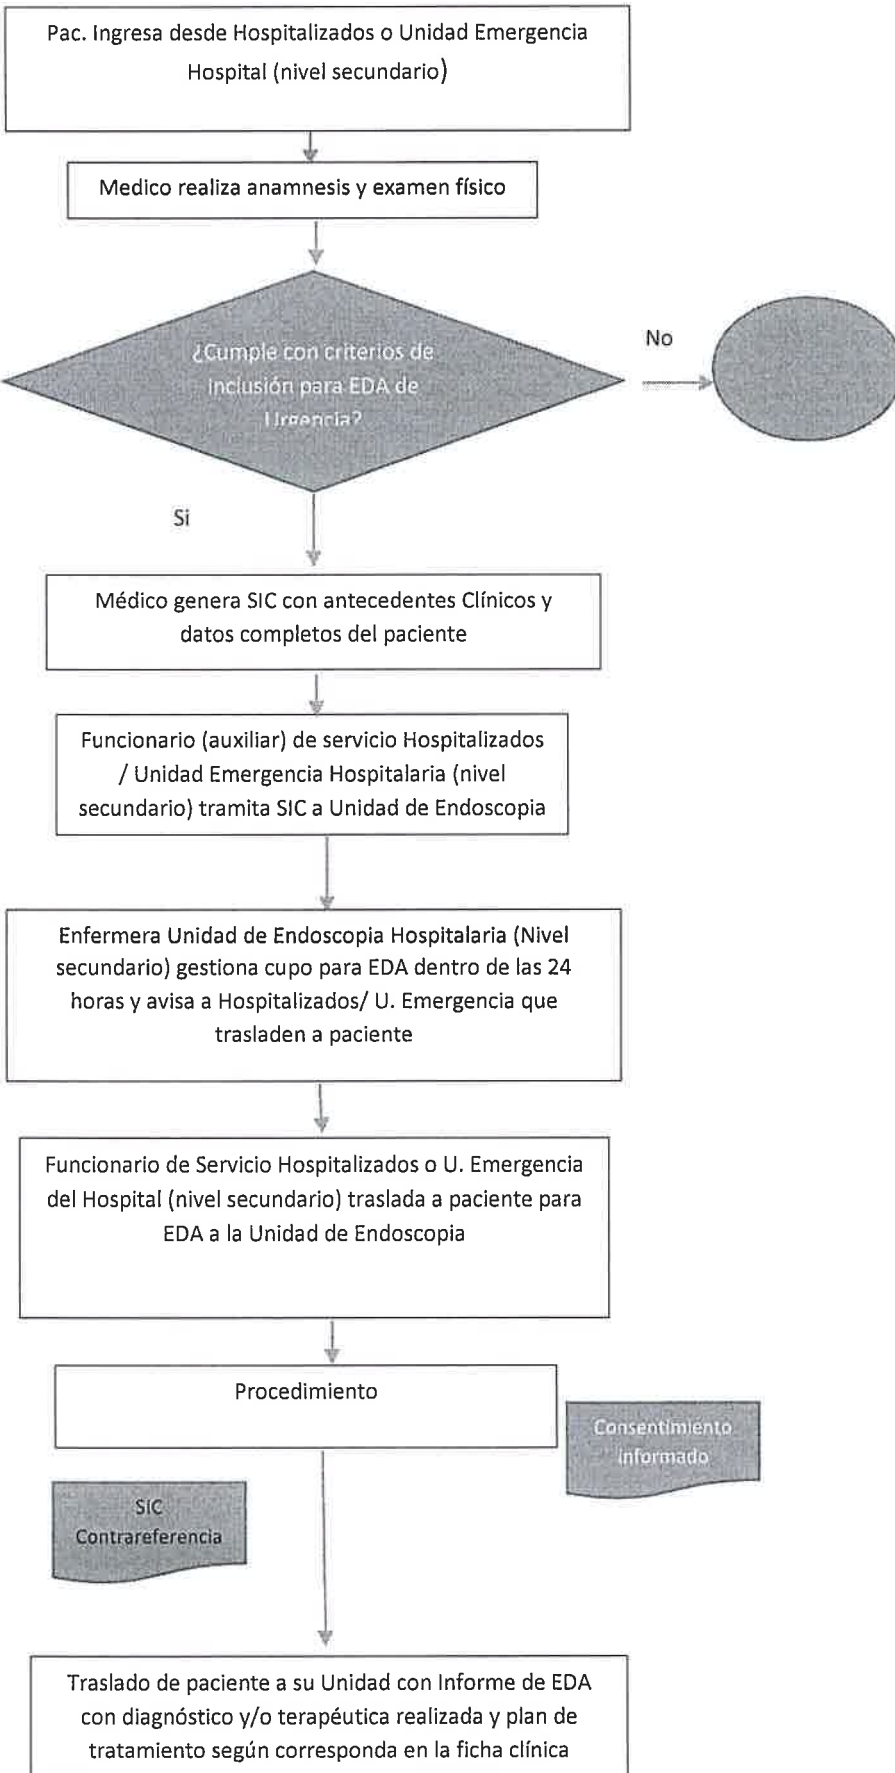 Pac. Ingresa desde Hospitalizados o Unidad Emergencia
Hospital (nivel secundario)
Medico realiza anamnesis y examen físico
¿Cumple con criterios de
inclusión para EDA de
Urgencia?
No
Si
Médico genera SIC con antecedentes Clínicos y
datos completos del paciente
Funcionario (auxiliar) de servicio Hospitalizados
/ Unidad Emergencia Hospitalaria (nivel
secundario) tramita SIC a Unidad de Endoscopia
Enfermera Unidad de Endoscopia Hospitalaria (Nivel
secundario) gestiona cupo para EDA dentro de las 24
horas y avisa a Hospitalizados/ U. Emergencia que
trasladen a paciente
Funcionario de Servicio Hospitalizados o U. Emergencia
del Hospital (nivel secundario) traslada a paciente para
EDA a la Unidad de Endoscopia
Procedimiento
Consentimiento
informado
SIC
Contrareferencia
Traslado de paciente a su Unidad con Informe de EDA
con diagnóstico y/o terapéutica realizada y plan de
tratamiento según corresponda en la ficha clínica